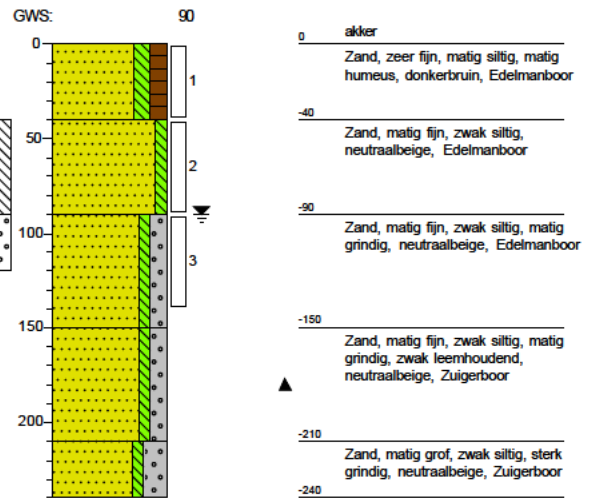 GWS: 90
0
50
100
150
200
1
2
3
0 akker
Zand, zeer fijn, matig siltig, matig
humeus, donkerbruin, Edelmanboor
-40
Zand, matig fijn, zwak siltig,
neutraalbeige, Edelmanboor
-90
Zand, matig fijn, zwak siltig, matig
grindig, neutraalbeige, Edelmanboor
-150
Zand, matig fijn, zwak siltig, matig
grindig, zwak leemhoudend,
neutraalbeige, Zuigerboor
-210
Zand, matig grof, zwak siltig, sterk
grindig, neutraalbeige, Zuigerboor
-240